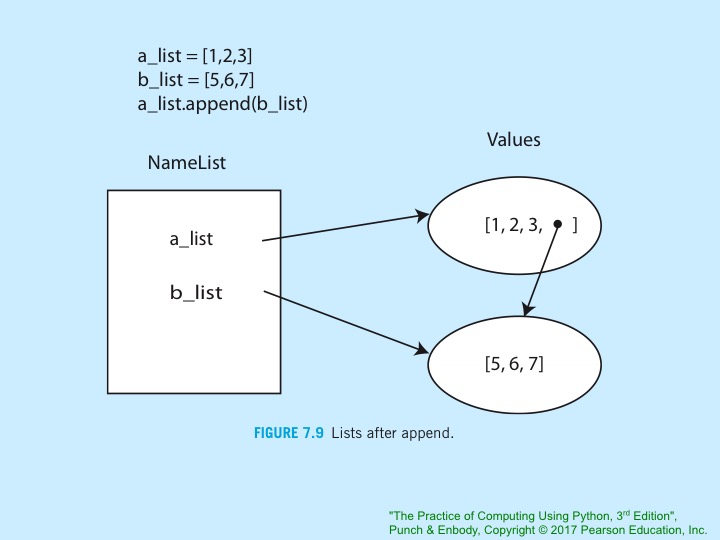 a_list = [1,2,3]
b_list = [5,6,7]
a_list.append(b_list)
NameList
Values
a_list
[1, 2, 3, ]
b_list
[5, 6, 7]
FIGURE 7.9 Lists after append.
"The Practice of Computing Using Python, 3rd Edition",
Punch & Enbody, Copyright © 2017 Pearson Education, Inc.